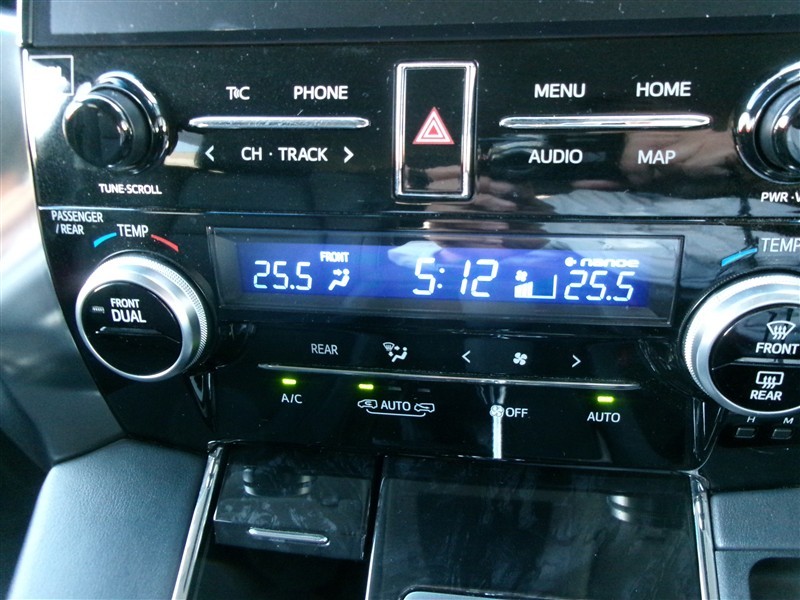 T C PHONE MENU HOME
CH · TRACK AUDIO MAP
TUNE·SCROLL PWR ·V
PASSENGER
/ REAR
TEMP TEMP
FRONT nanoe
25.5 5:12 25.5
FRONT
DUAL
FRONT
REAR
REAR
A/C AUTO OFF AUTO
H M